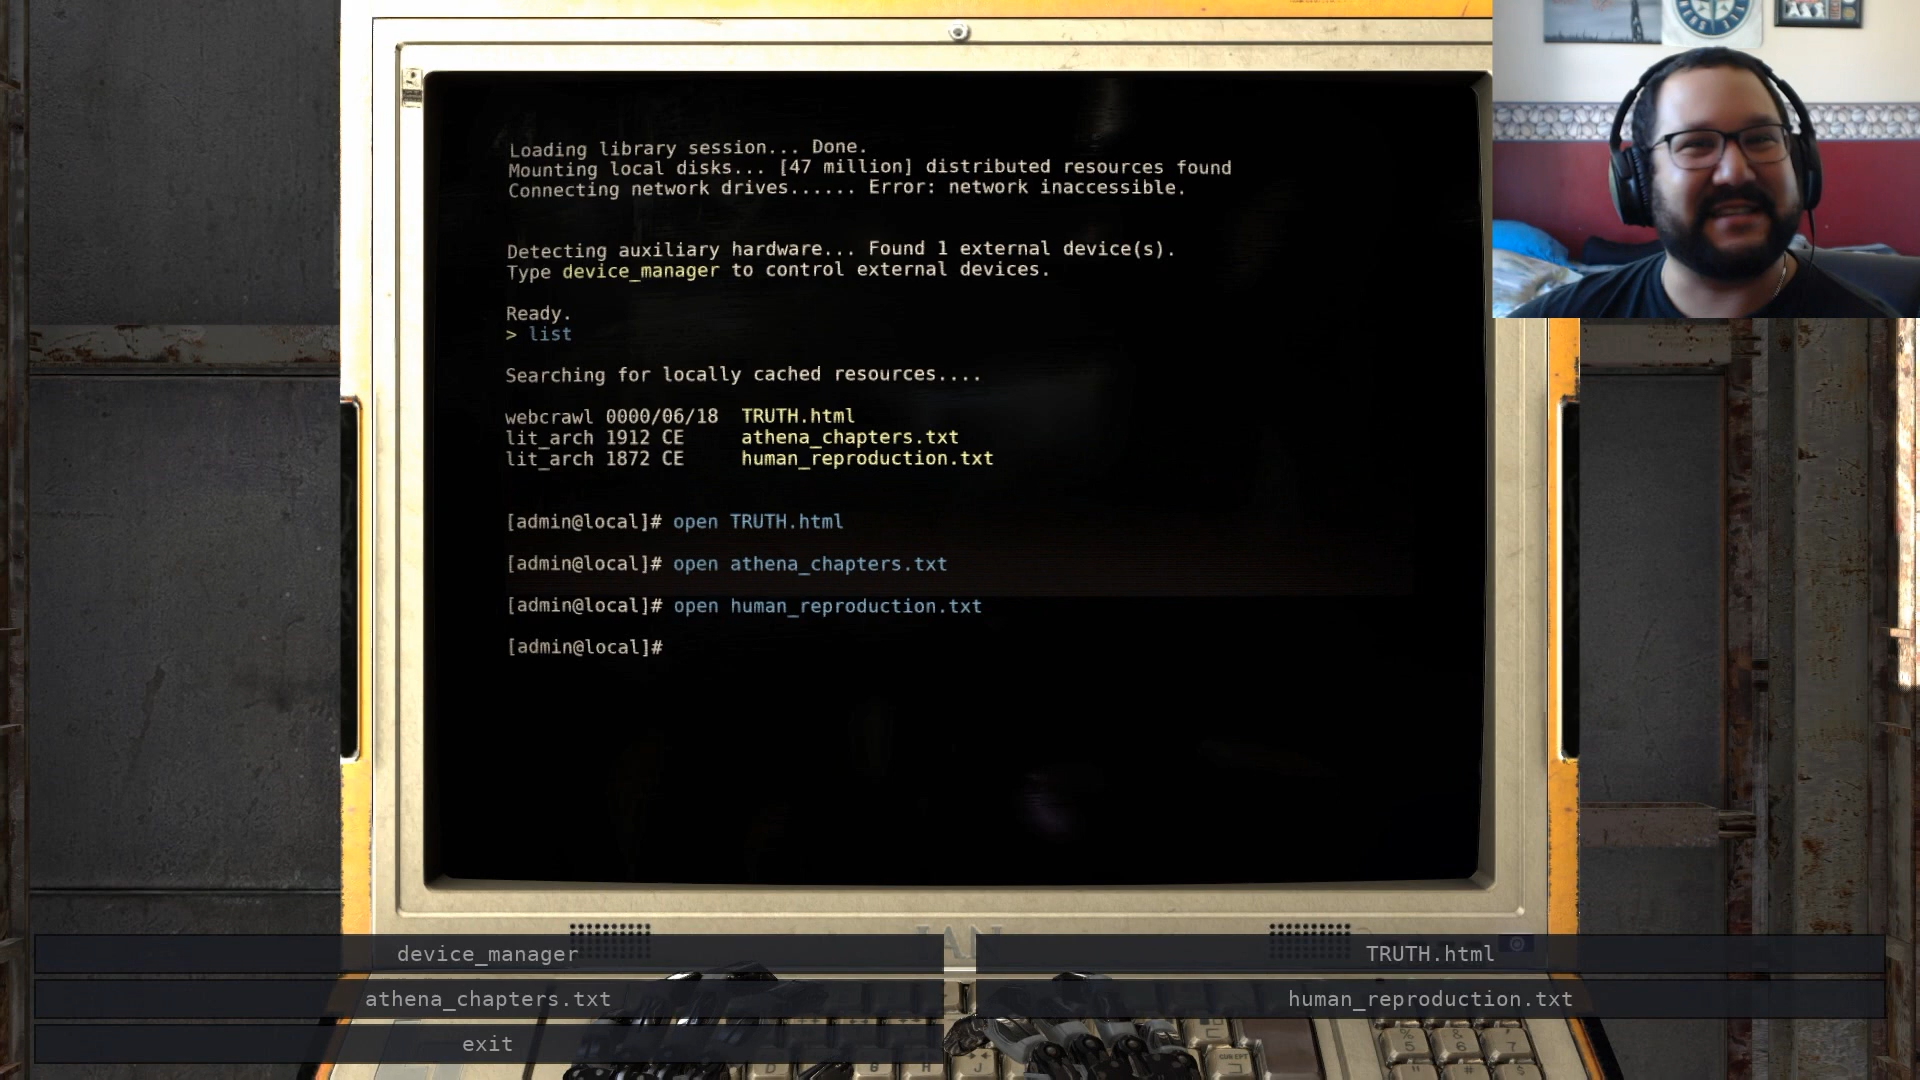 Loading library session... Done.
Mounting local disks... [47 million] distributed resources found
Connecting network drives...... Error: network inaccessible.
Detecting auxiliary hardware... Found 1 external device(s).
Type device_manager to control external devices.
Ready.
> list
Searching for locally cached resources....
webcrawl 0000/06/18 TRUTH.html
lit_arch 1912 CE athena_chapters.txt
lit_arch 1872 CE human_reproduction.txt
[admin@local]# open TRUTH.html
[admin@local]# open athena_chapters.txt
[admin@local]# open human_reproduction.txt
[admin@local]#
IAN
device_manager
TRUTH.html
athena_chapters.txt
human_reproduction.txt
exit